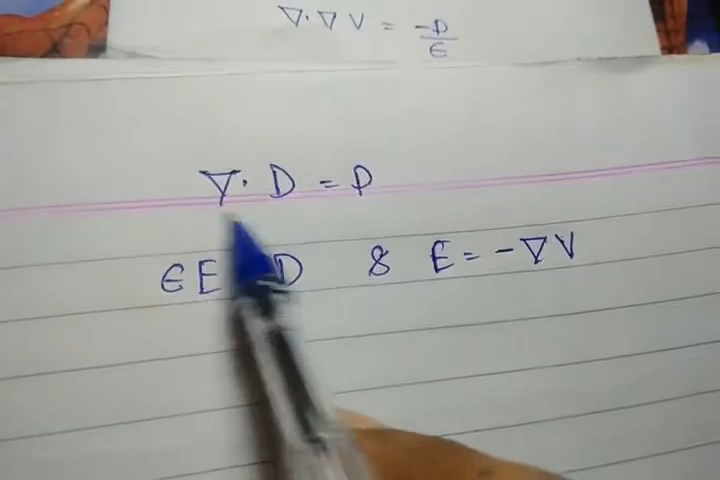 ∇·∇V = -ρ/ϵ
∇· D = ρ
ϵE D & E = -∇V